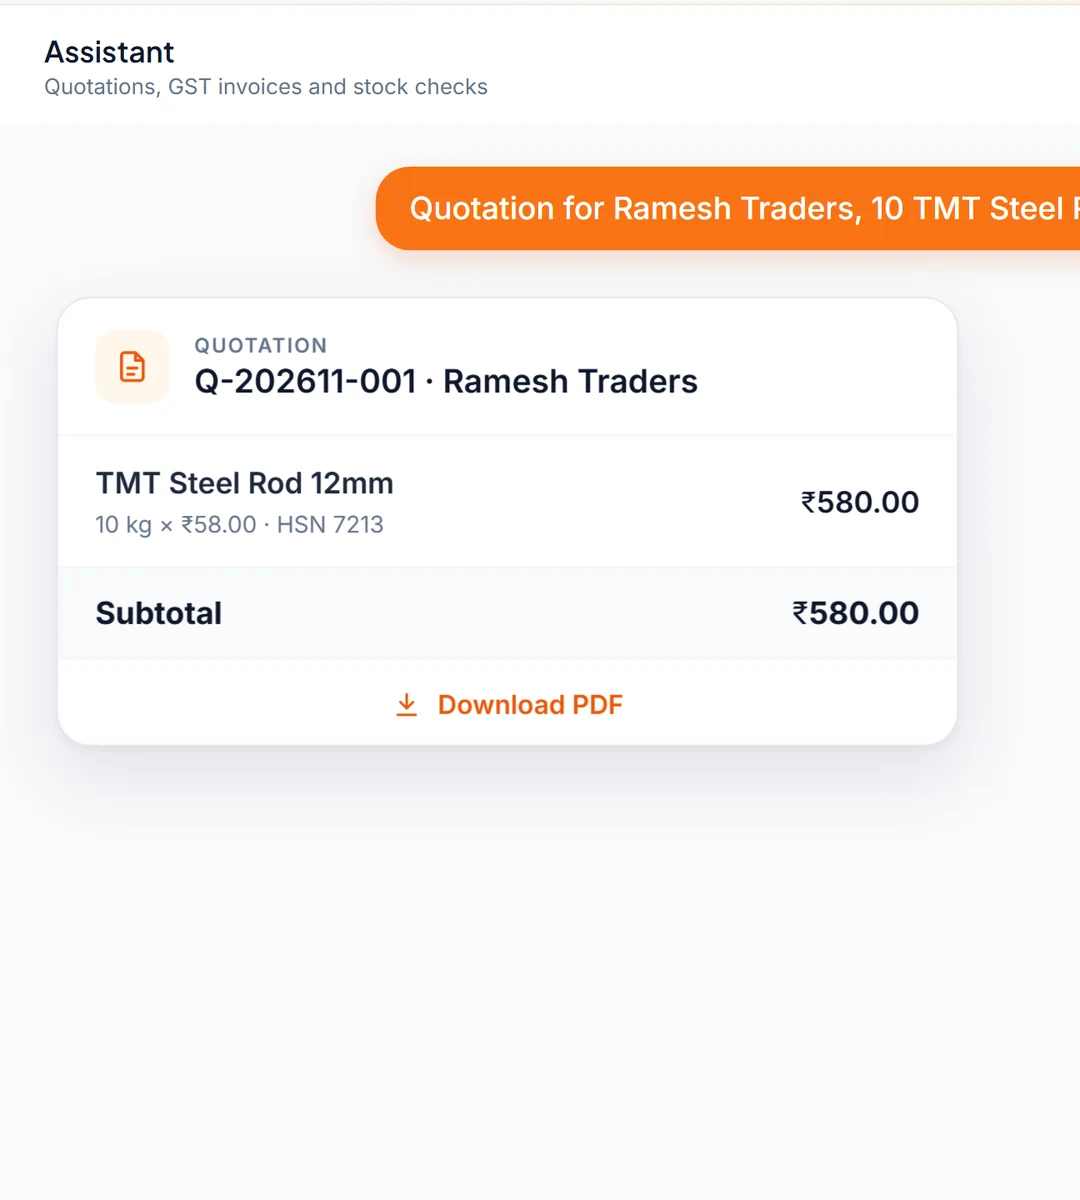 Assistant
Quotations, GST invoices and stock checks
Quotation for Ramesh Traders, 10 TMT Steel
QUOTATION
Q-202611-001 · Ramesh Traders
TMT Steel Rod 12mm
10 kg × ₹58.00 · HSN 7213
₹580.00
Subtotal
₹580.00
Download PDF